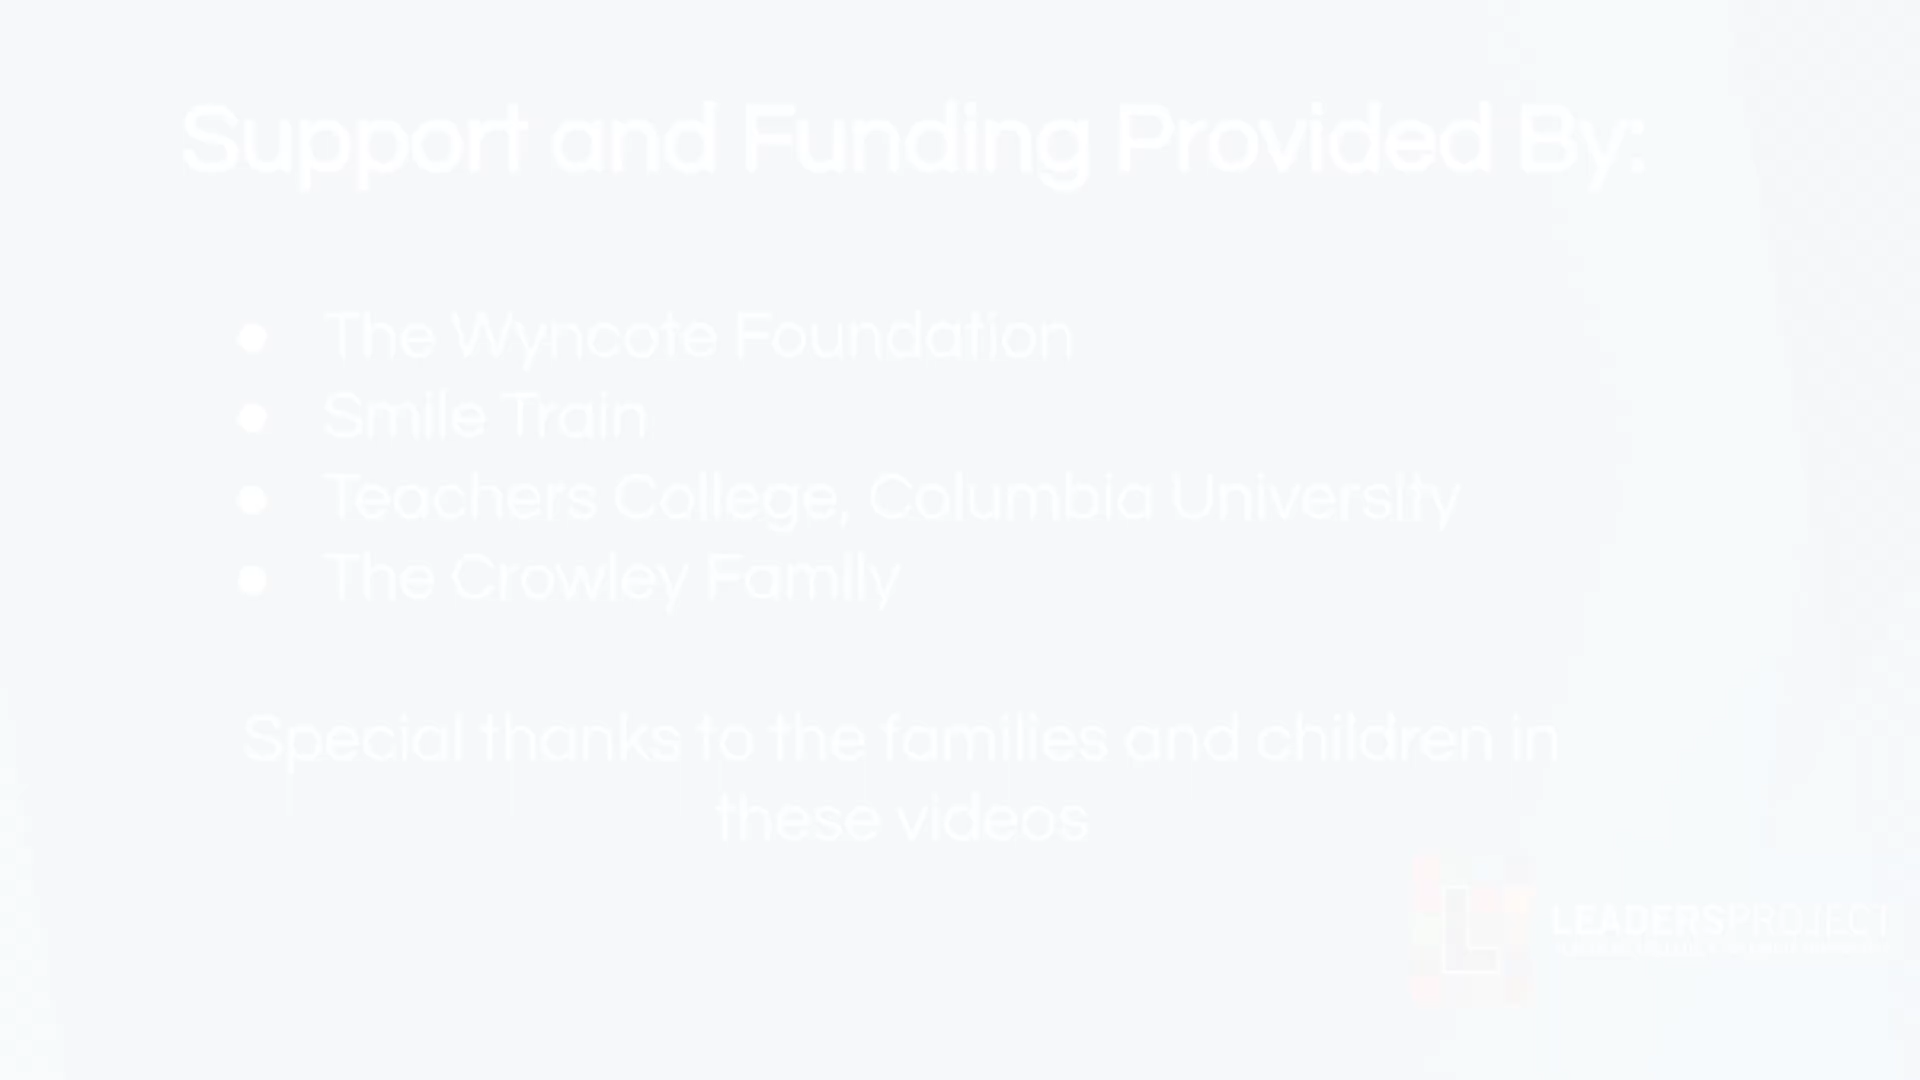 Support and Funding Provided By:
● The Wyncote Foundation
● Smile Train
● Teachers College, Columbia University
● The Crowley Family
Special thanks to the families and children in
these videos
LEADERSPROJECT